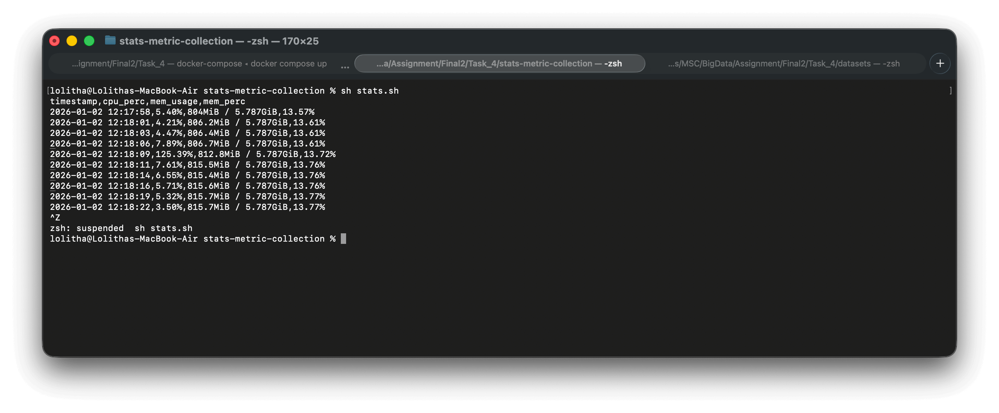 stats-metric-collection — -zsh — 170×25
...ignment/Final2/Task_4 — docker-compose ◂ docker compose up
...
...a/Assignment/Final2/Task_4/stats-metric-collection — -zsh
...s/MSC/BigData/Assignment/Final2/Task_4/datasets — -zsh
+
[lolitha@Lolithas-MacBook-Air stats-metric-collection % sh stats.sh ]
timestamp,cpu_perc,mem_usage,mem_perc
2026-01-02 12:17:58,5.40%,804MiB / 5.787GiB,13.57%
2026-01-02 12:18:01,4.21%,806.2MiB / 5.787GiB,13.61%
2026-01-02 12:18:03,4.47%,806.4MiB / 5.787GiB,13.61%
2026-01-02 12:18:06,7.89%,806.7MiB / 5.787GiB,13.61%
2026-01-02 12:18:09,125.39%,812.8MiB / 5.787GiB,13.72%
2026-01-02 12:18:11,7.61%,815.5MiB / 5.787GiB,13.76%
2026-01-02 12:18:14,6.55%,815.4MiB / 5.787GiB,13.76%
2026-01-02 12:18:16,5.71%,815.6MiB / 5.787GiB,13.76%
2026-01-02 12:18:19,5.32%,815.7MiB / 5.787GiB,13.77%
2026-01-02 12:18:22,3.50%,815.7MiB / 5.787GiB,13.77%
^Z
zsh: suspended  sh stats.sh
lolitha@Lolithas-MacBook-Air stats-metric-collection %